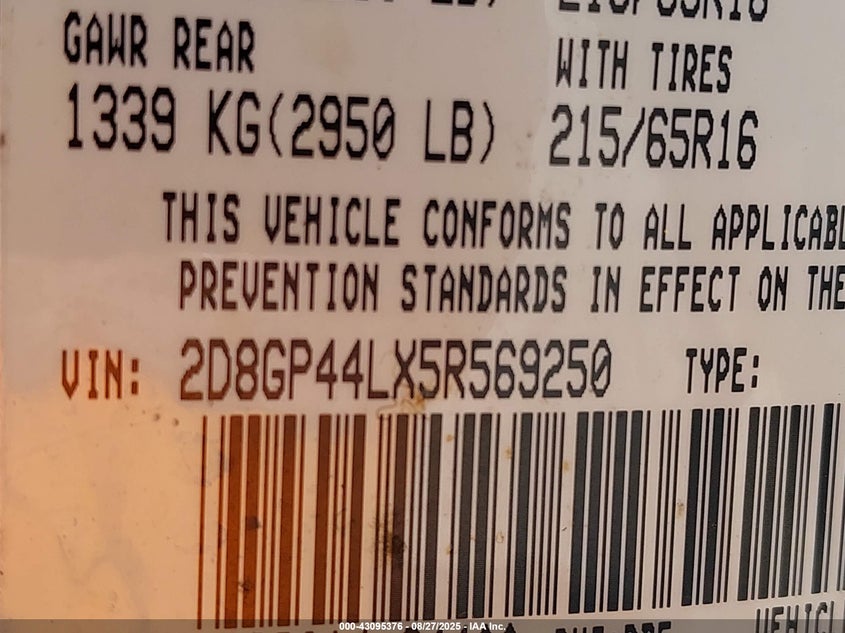 GAWR REAR
WITH TIRES
1339 KG(2950 LB) 215/65R16
THIS VEHICLE CONFORMS TO ALL
PREVENTION STANDARDS IN EFFECT ON THE
VIN: 2D8GP44LX5R569250 TYPE:
000-43095376 - 08/27/2025 - IAA Inc.